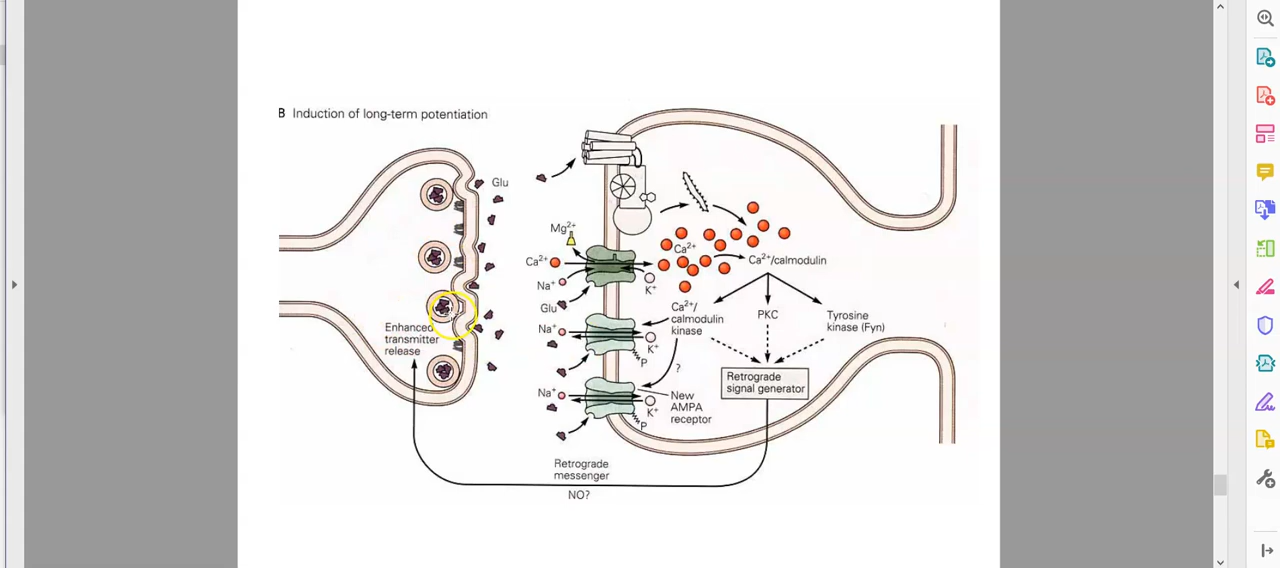 B Induction of long-term potentiation
Glu
Mg2+
Ca2+
Na+
Glu
K+
Ca2+
Ca2+/calmodulin
Ca2+/
calmodulin
kinase
PKC
Tyrosine
kinase (Fyn)
Na+
K+
P
?
Enhanced
transmitter
release
Retrograde
signal generator
Na+
K+
P
New
AMPA
receptor
Retrograde
messenger
NO?